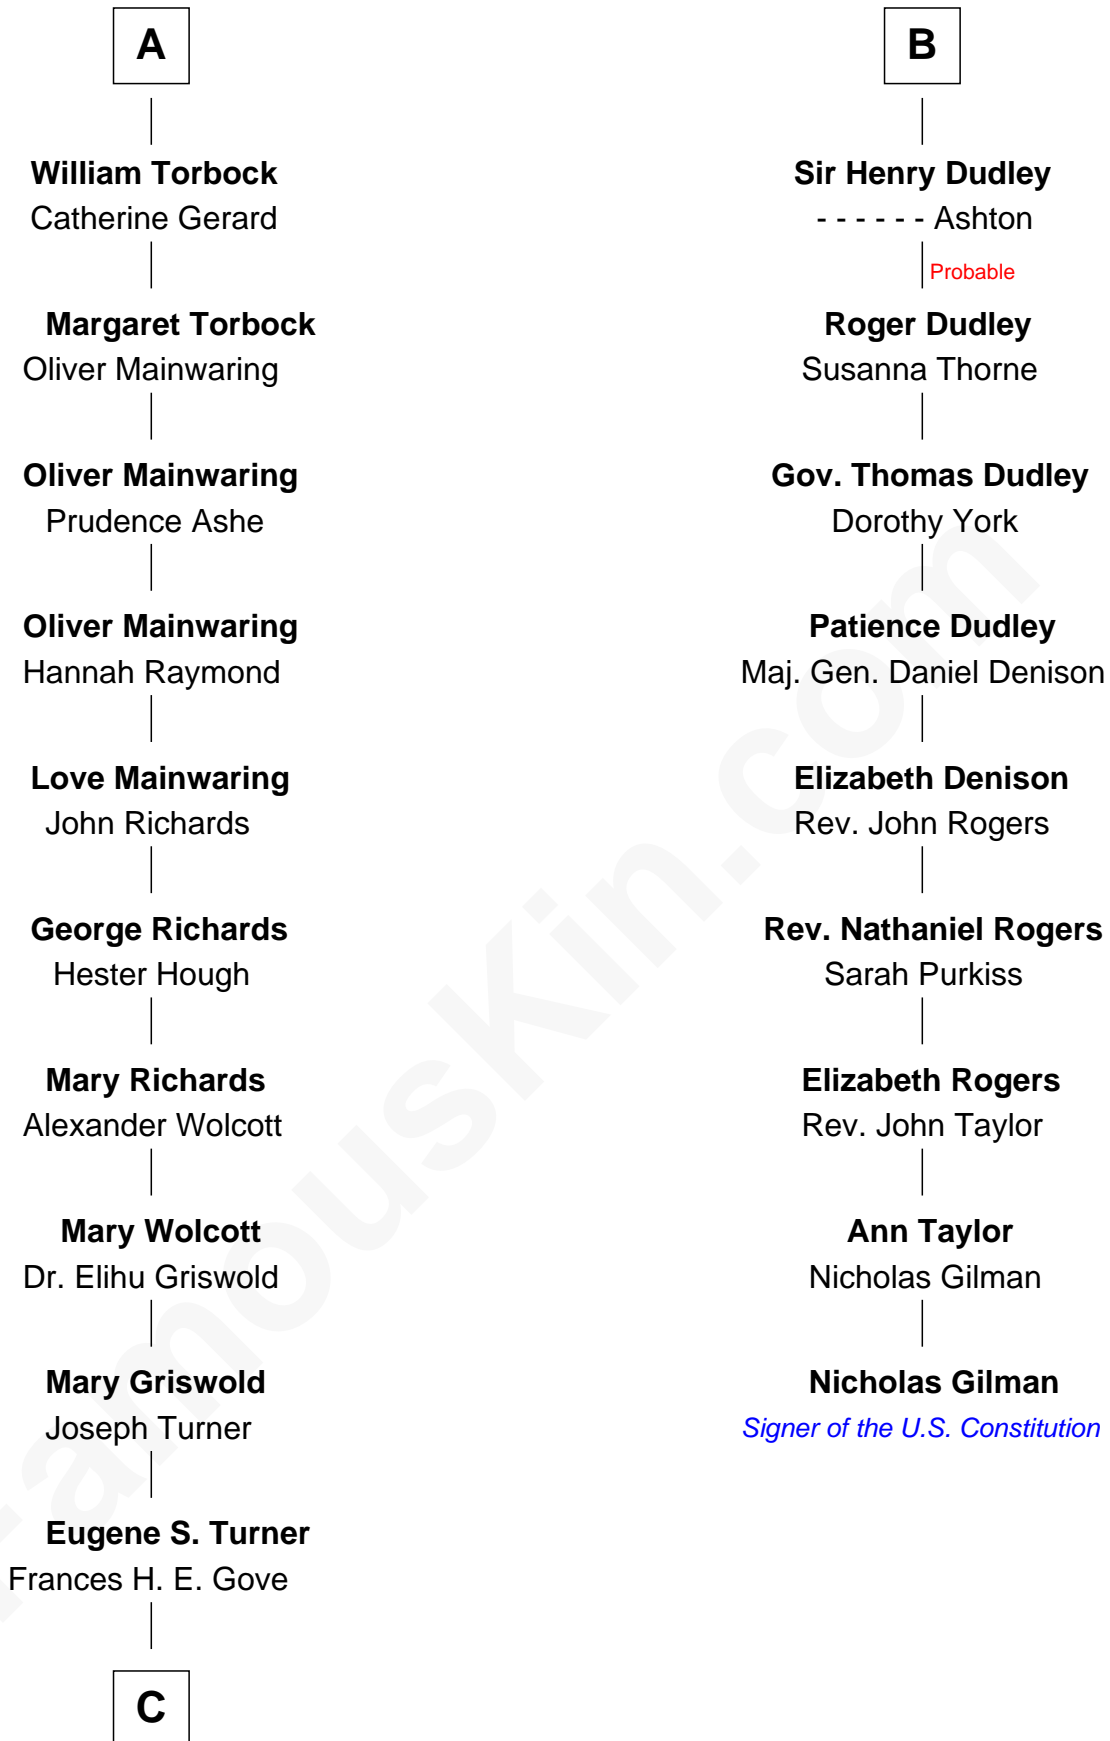 A
William Torbock
Catherine Gerard
Margaret Torbock
Oliver Mainwaring
Oliver Mainwaring
Prudence Ashe
Oliver Mainwaring
Hannah Raymond
Love Mainwaring
John Richards
George Richards
Hester Hough
Mary Richards
Alexander Wolcott
Mary Wolcott
Dr. Elihu Griswold
Mary Griswold
Joseph Turner
Eugene S. Turner
Frances H. E. Gove
C
B
Sir Henry Dudley
- - - - - - Ashton
Probable
Roger Dudley
Susanna Thorne
Gov. Thomas Dudley
Dorothy York
Patience Dudley
Maj. Gen. Daniel Denison
Elizabeth Denison
Rev. John Rogers
Rev. Nathaniel Rogers
Sarah Purkiss
Elizabeth Rogers
Rev. John Taylor
Ann Taylor
Nicholas Gilman
Nicholas Gilman
Signer of the U.S. Constitution
FamousKin.com